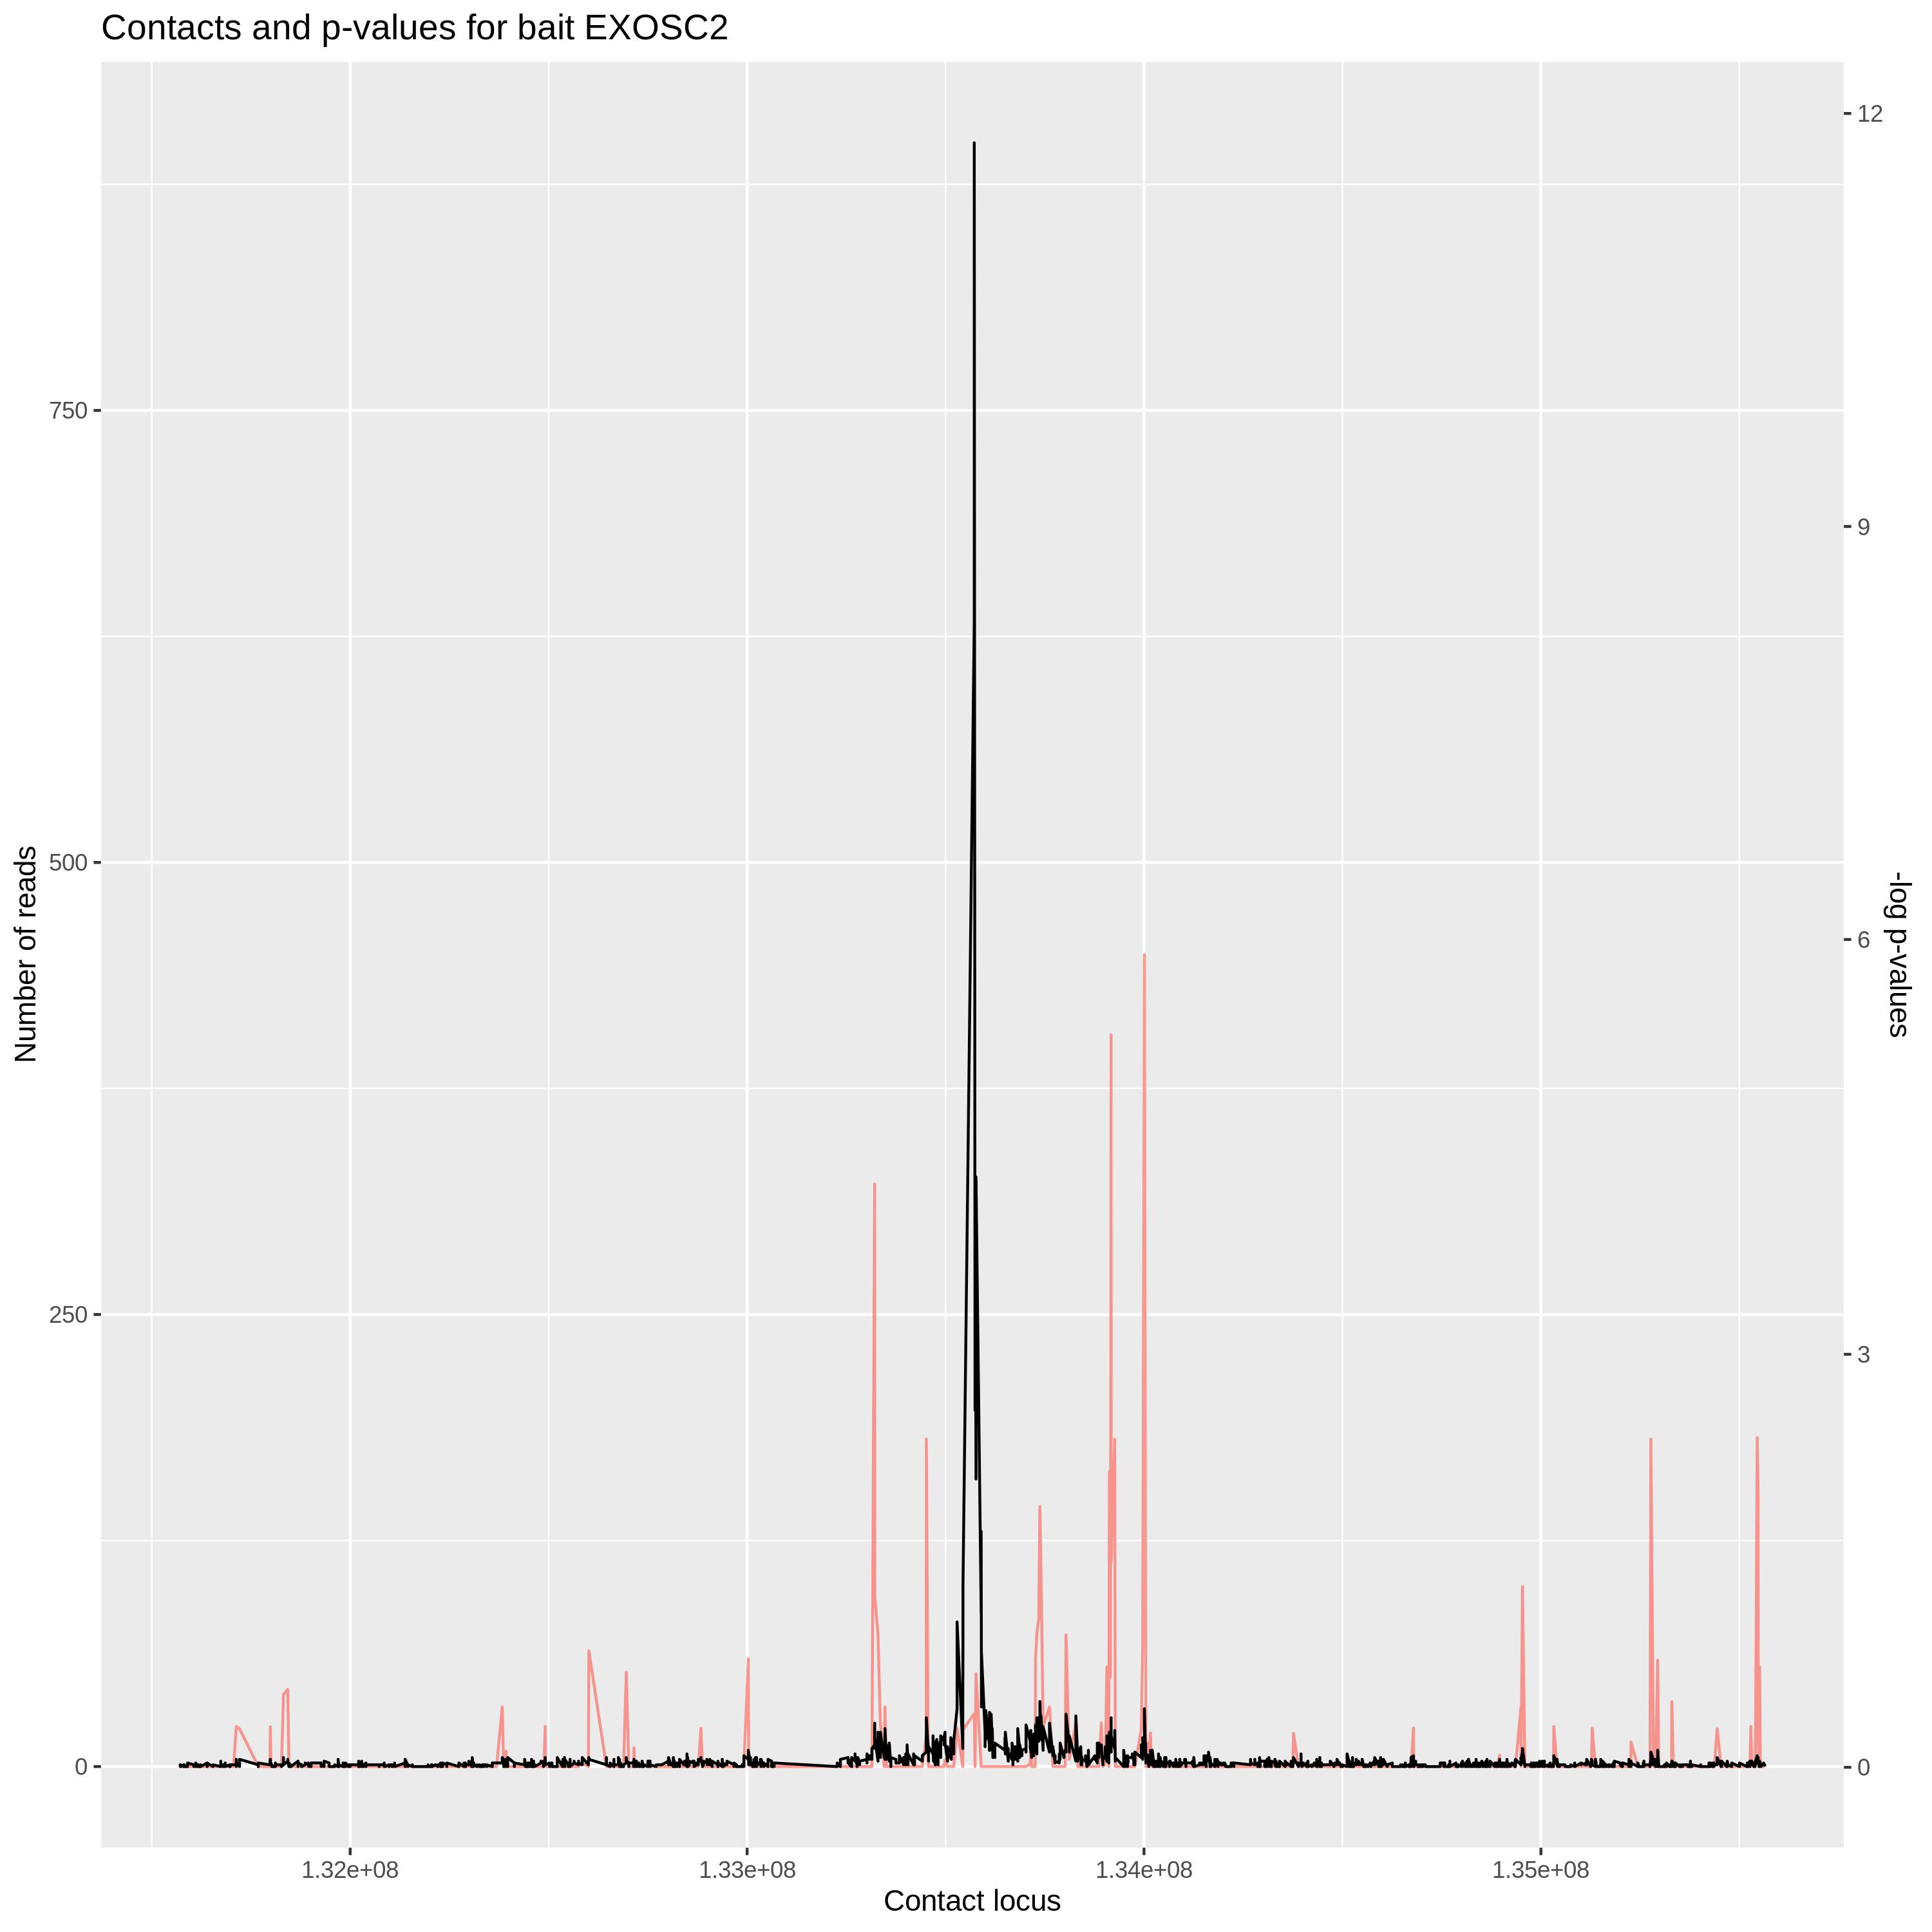 Contacts and p-values for bait EXOSC2
12
9
6
3
0
750
500
250
0
Number of reads
-log p-values
1.32e+08
1.33e+08
1.34e+08
1.35e+08
Contact locus